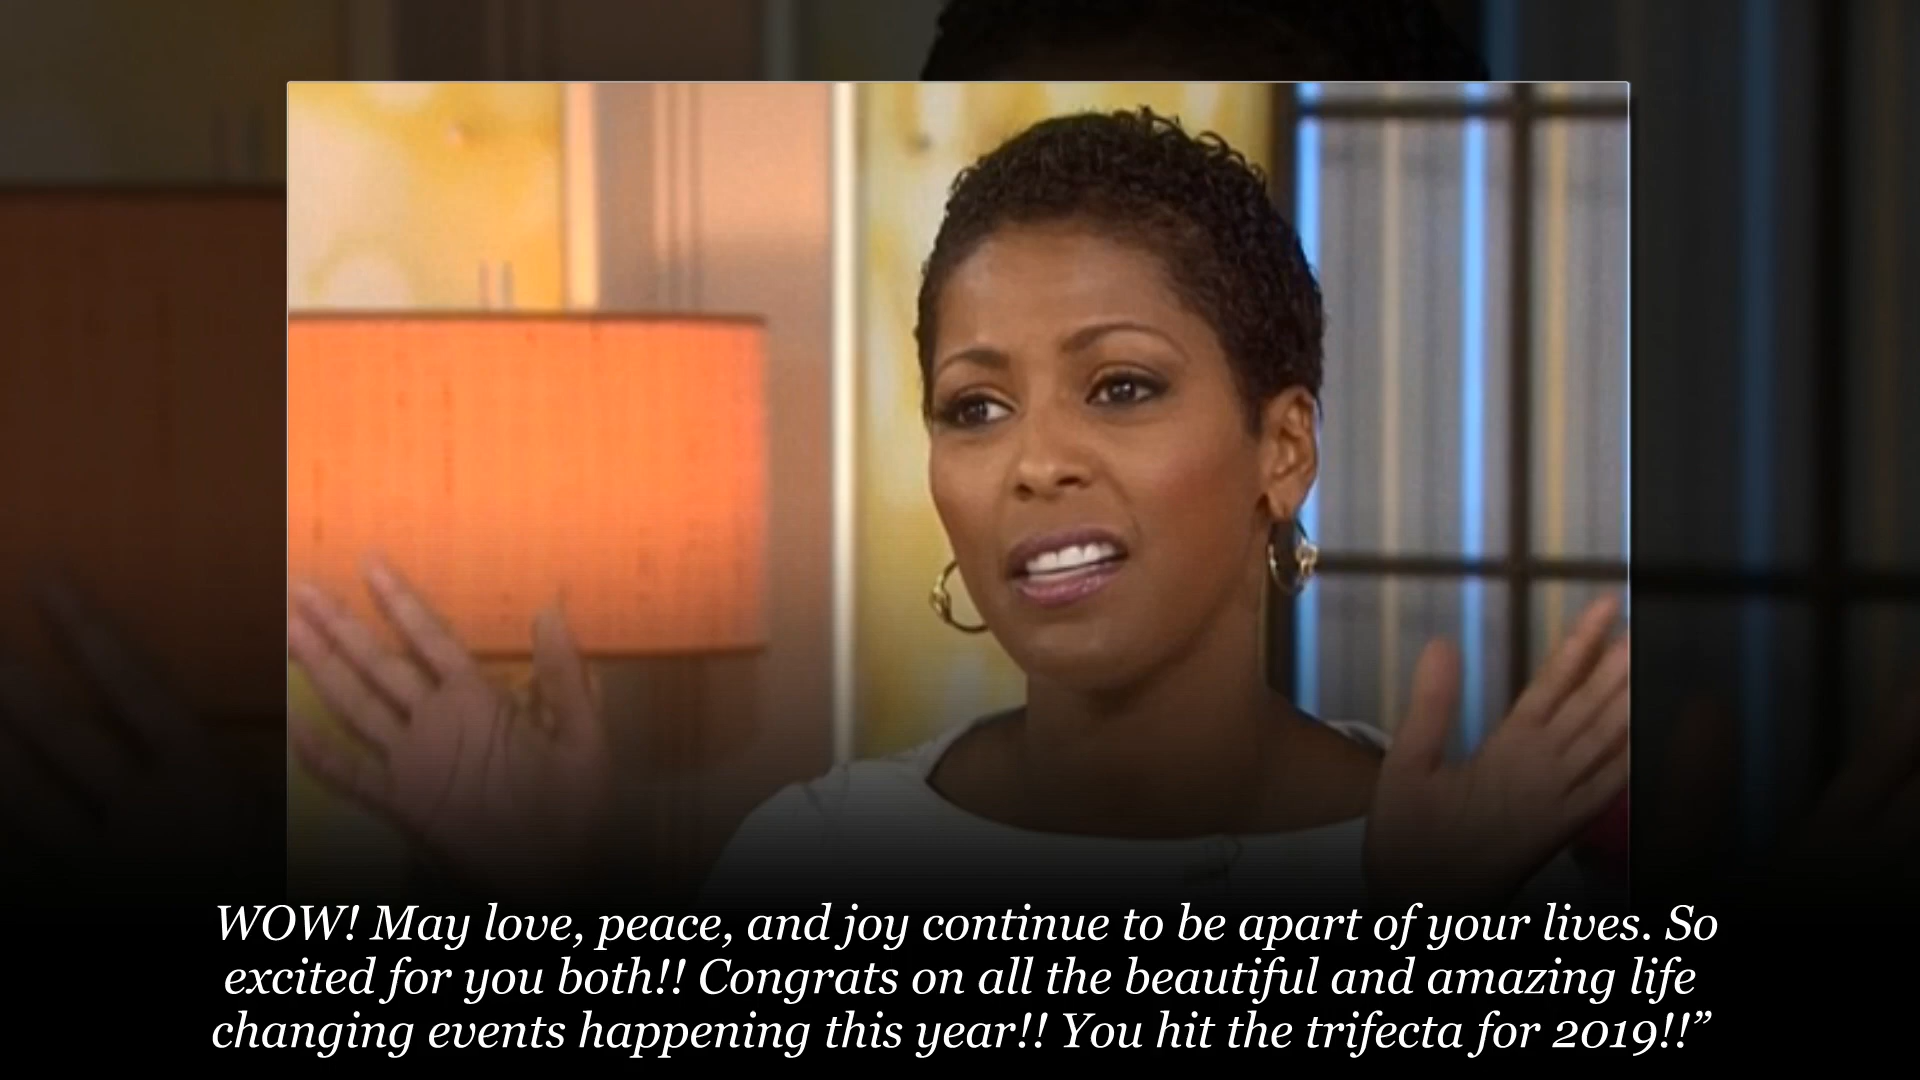 WOW! May love, peace, and joy continue to be apart of your lives. So
excited for you both!! Congrats on all the beautiful and amazing life
changing events happening this year!! You hit the trifecta for 2019!!”